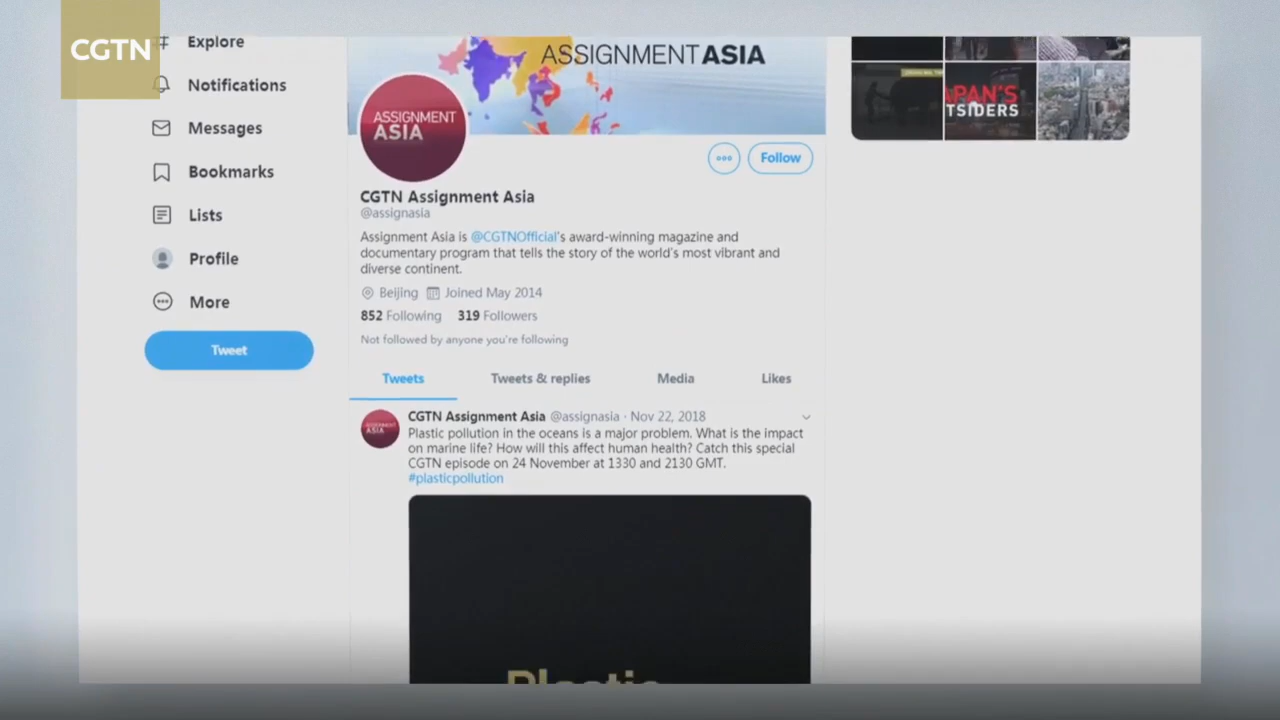 CGTN
Explore
Notifications
Messages
Bookmarks
Lists
Profile
More
Tweet
ASSIGNMENT ASIA
ASSIGNMENT
ASIA
Follow
CGTN Assignment Asia
@assignasia
Assignment Asia is @CGTNOfficial's award-winning magazine and
documentary program that tells the story of the world's most vibrant and
diverse continent.
Beijing Joined May 2014
852 Following 319 Followers
Not followed by anyone you're following
Tweets Tweets & replies Media Likes
ASSIGNMENT
ASIA
CGTN Assignment Asia @assignasia · Nov 22, 2018
Plastic pollution in the oceans is a major problem. What is the impact
on marine life? How will this affect human health? Catch this special
CGTN episode on 24 November at 1330 and 2130 GMT.
#plasticpollution
Plastic
APAN'S
TSIDERS